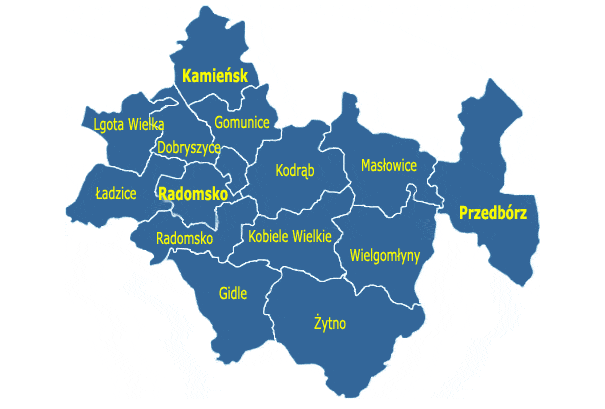 Kamieńsk
Lgota Wielka
Gomunice
Dobryszyce
Kodrąb
Masłowice
Ładzice
Radomsko
Przedbórz
Radomsko
Kobiele Wielkie
Wielgomłyny
Gidle
Żytno